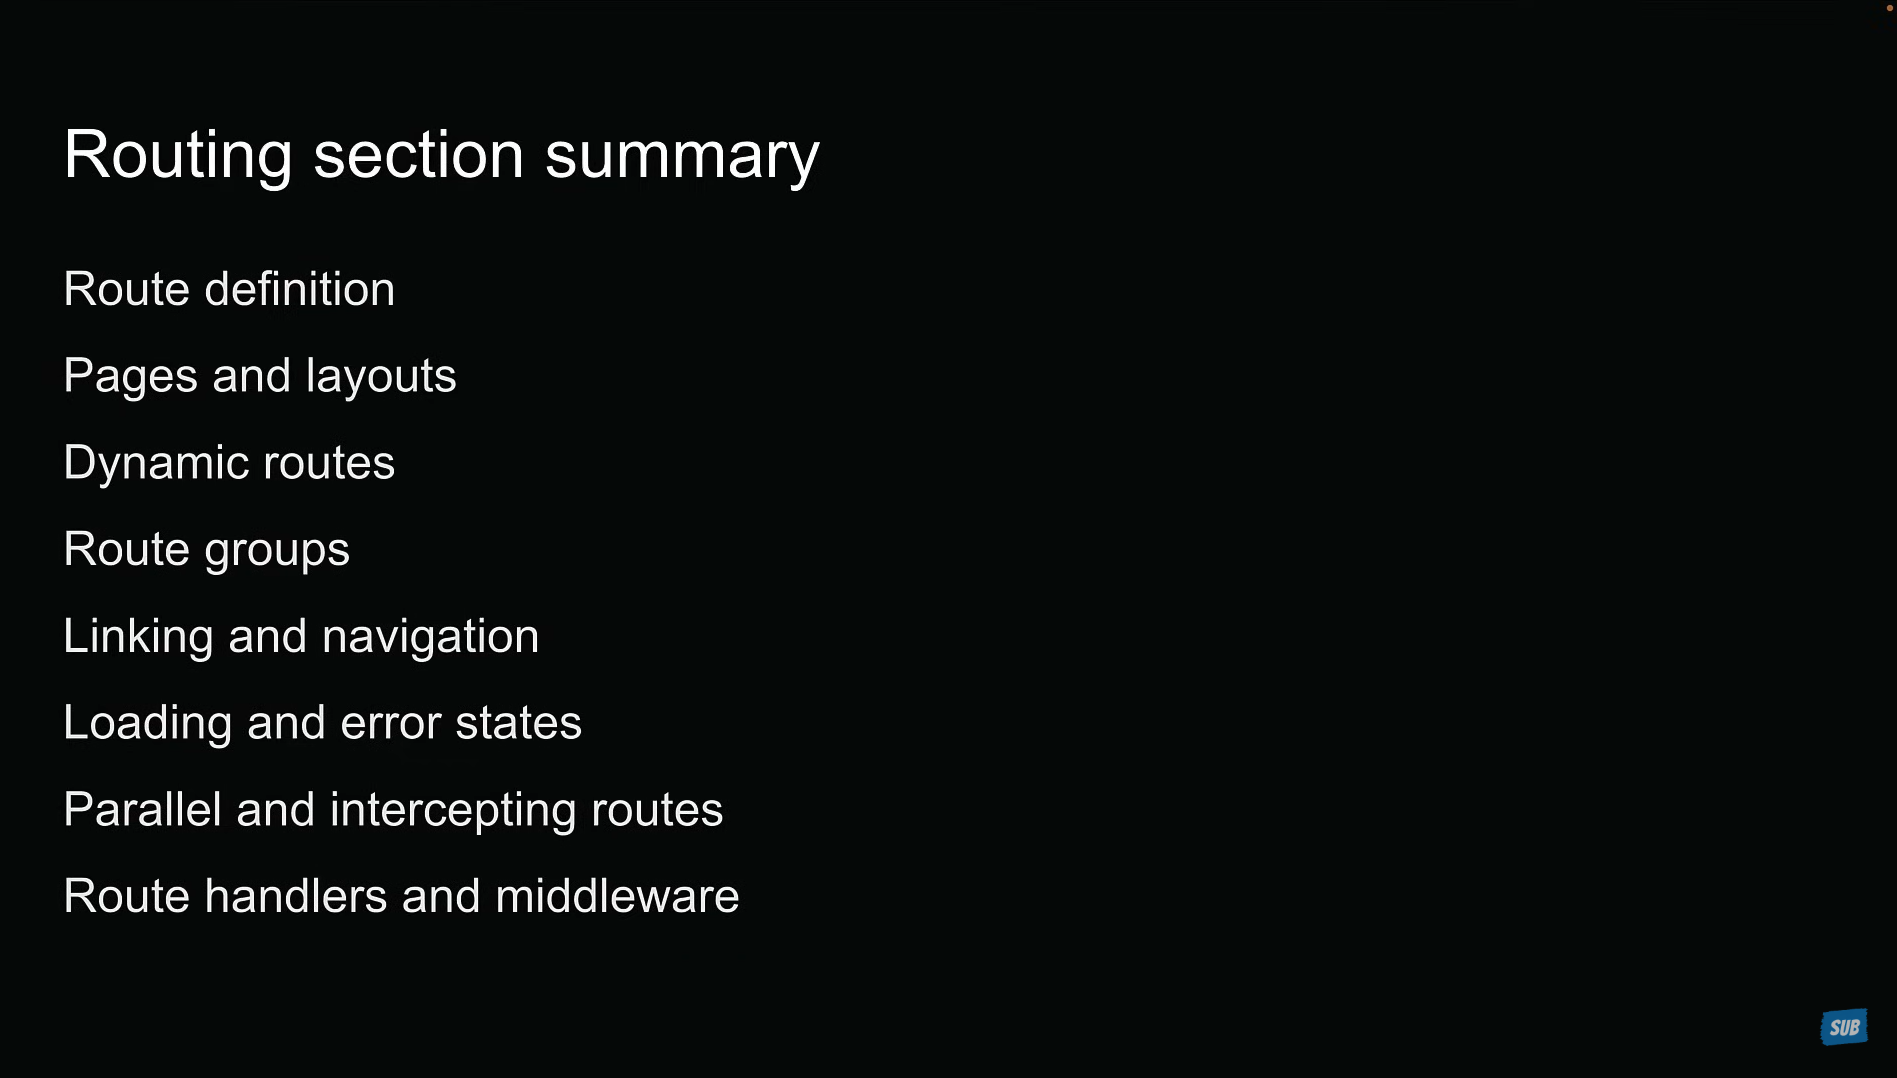 Routing section summary
Route definition
Pages and layouts
Dynamic routes
Route groups
Linking and navigation
Loading and error states
Parallel and intercepting routes
Route handlers and middleware
SUB